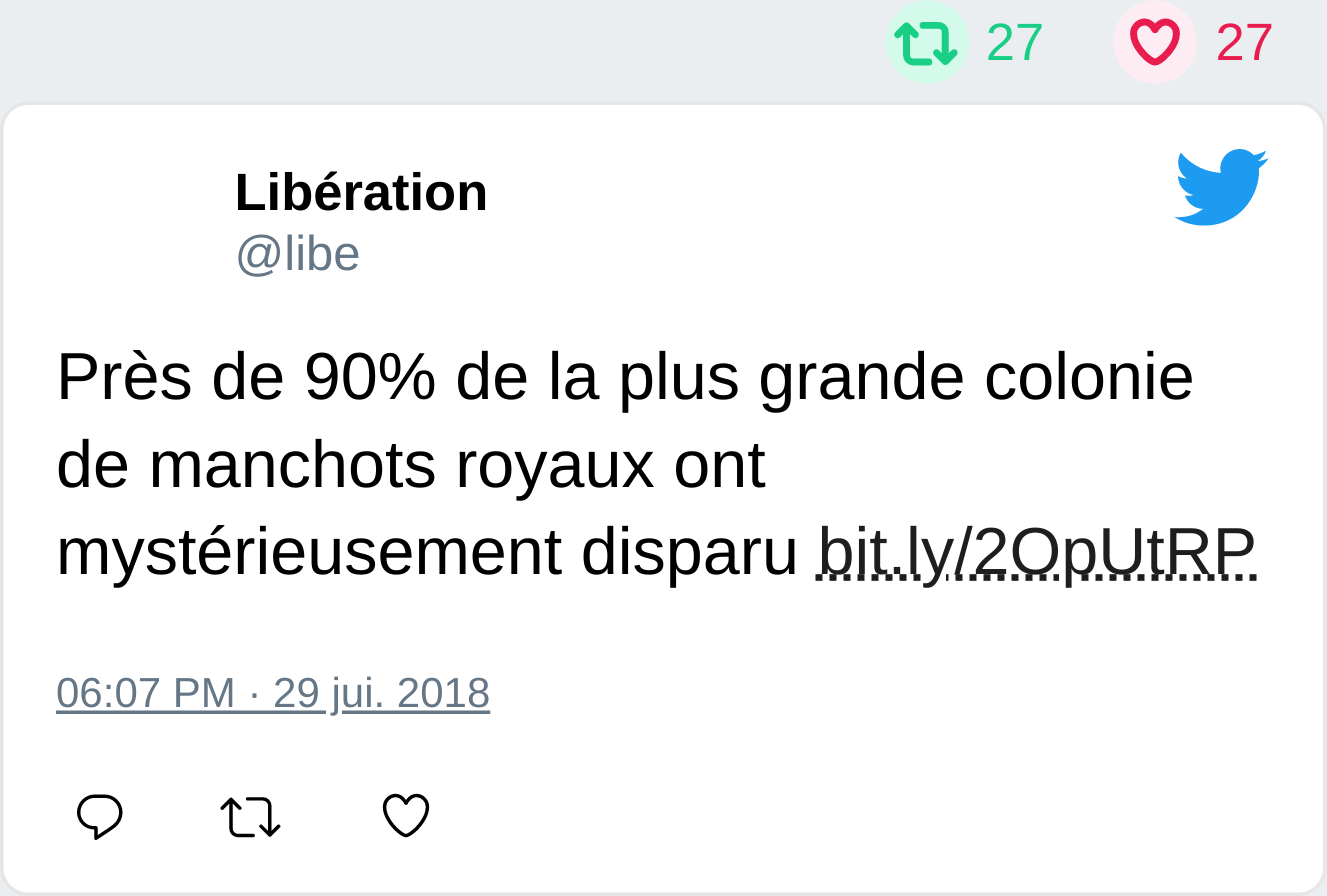 27 27
Libération
@libe
Près de 90% de la plus grande colonie
de manchots royaux ont
mystérieusement disparu bit.ly/2OpUtRP
06:07 PM · 29 jui. 2018